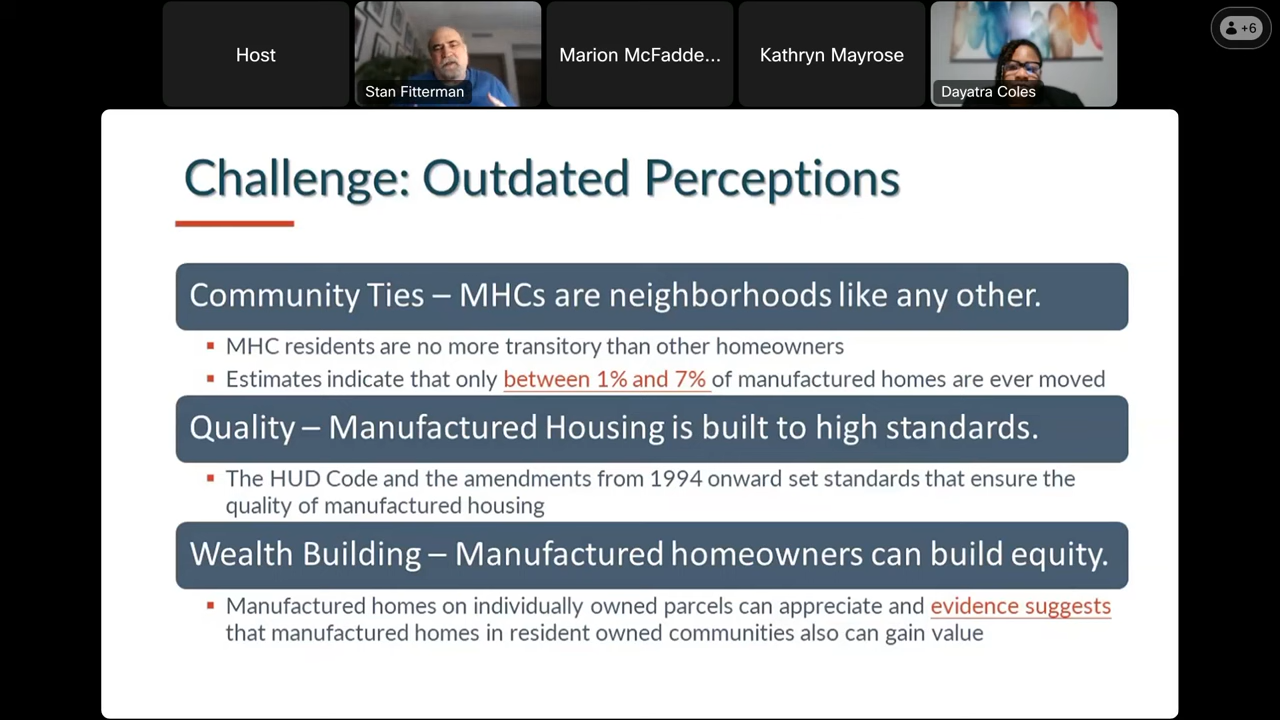 Host
Stan Fitterman
Marion McFadde...
Kathryn Mayrose
Dayatra Coles
+6
Challenge: Outdated Perceptions
Community Ties – MHCs are neighborhoods like any other.
▪ MHC residents are no more transitory than other homeowners
▪ Estimates indicate that only between 1% and 7% of manufactured homes are ever moved
Quality – Manufactured Housing is built to high standards.
▪ The HUD Code and the amendments from 1994 onward set standards that ensure the
quality of manufactured housing
Wealth Building – Manufactured homeowners can build equity.
▪ Manufactured homes on individually owned parcels can appreciate and evidence suggests
that manufactured homes in resident owned communities also can gain value